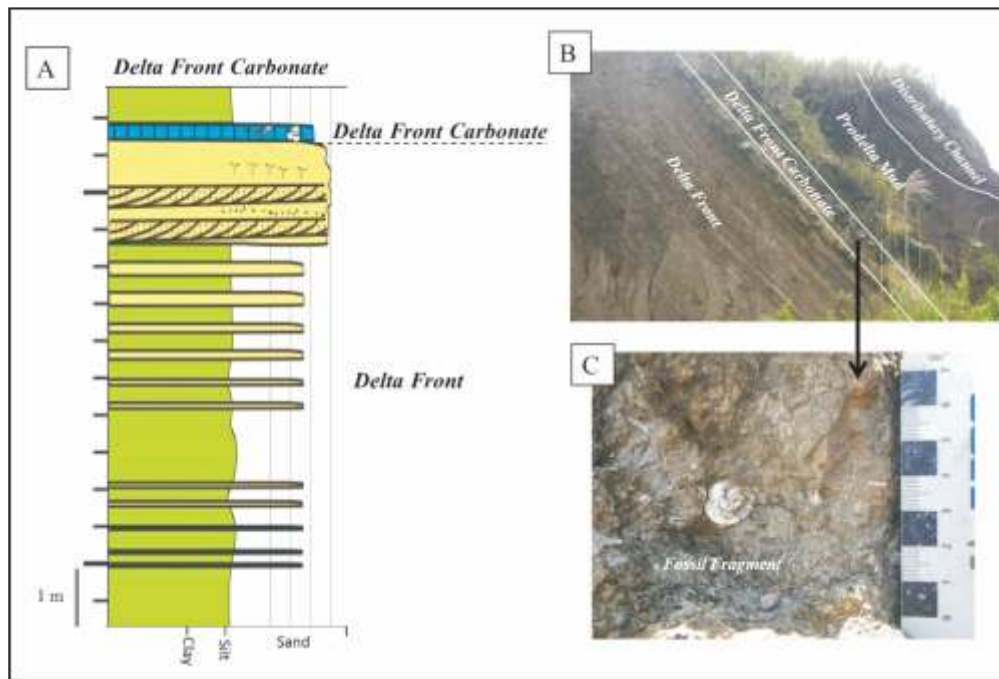 A
Delta Front Carbonate
Delta Front Carbonate
Delta Front
1 m
Clay
Silt
Sand
B
Delta Front
Delta Front Carbonate
Prodelta Mud
Distributary Channel
C
Fossil Fragment